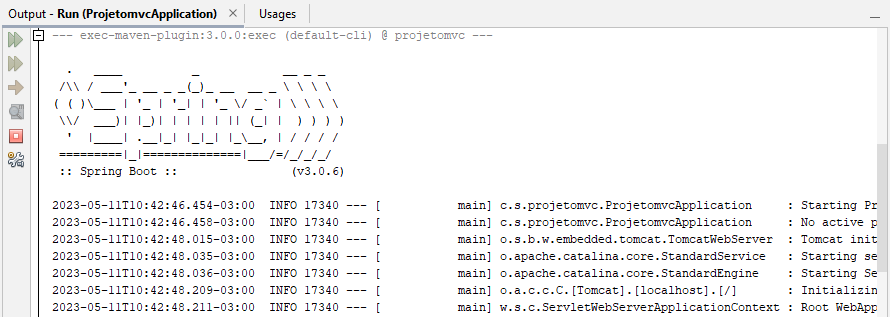 Output - Run (ProjetomvcApplication) × Usages
--- exec-maven-plugin:3.0.0:exec (default-cli) @ projetomvc ---
  .   ____          _            __ _ _
 /\\ / ___'_ __ _ _(_)_ __  __ _ \ \ \ \
( ( )\___ | '_ | '_| | '_ \/ _` | \ \ \ \
 \\/  ___)| |_)| | | | | || (_| |  ) ) ) )
  '  |____| .__|_| |_|_| |_\__, | / / / /
 =========|_|==============|___/=/_/_/_/
 :: Spring Boot ::                (v3.0.6)
2023-05-11T10:42:46.454-03:00  INFO 17340 --- [           main] c.s.projetomvc.ProjetomvcApplication     : Starting Pr
2023-05-11T10:42:46.458-03:00  INFO 17340 --- [           main] c.s.projetomvc.ProjetomvcApplication     : No active p
2023-05-11T10:42:48.015-03:00  INFO 17340 --- [           main] o.s.b.w.embedded.tomcat.TomcatWebServer  : Tomcat init
2023-05-11T10:42:48.035-03:00  INFO 17340 --- [           main] o.apache.catalina.core.StandardService   : Starting se
2023-05-11T10:42:48.036-03:00  INFO 17340 --- [           main] o.apache.catalina.core.StandardEngine    : Starting Se
2023-05-11T10:42:48.209-03:00  INFO 17340 --- [           main] o.a.c.c.C.[Tomcat].[localhost].[/]       : Initializin
2023-05-11T10:42:48.211-03:00  INFO 17340 --- [           main] w.s.c.ServletWebServerApplicationContext : Root WebApp